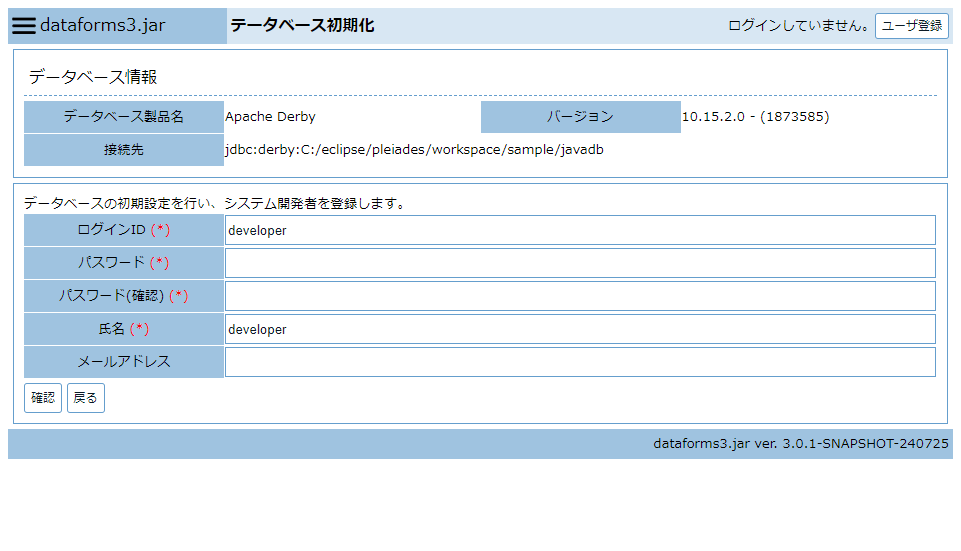 dataforms3.jar データベース初期化 ログインしていません。 ユーザ登録
データベース情報
データベース製品名 Apache Derby バージョン 10.15.2.0 - (1873585)
接続先 jdbc:derby:C:/eclipse/pleiades/workspace/sample/javadb
データベースの初期設定を行い、システム開発者を登録します。
ログインID (*) developer
パスワード (*)
パスワード(確認) (*)
氏名 (*) developer
メールアドレス
確認 戻る
dataforms3.jar ver. 3.0.1-SNAPSHOT-240725